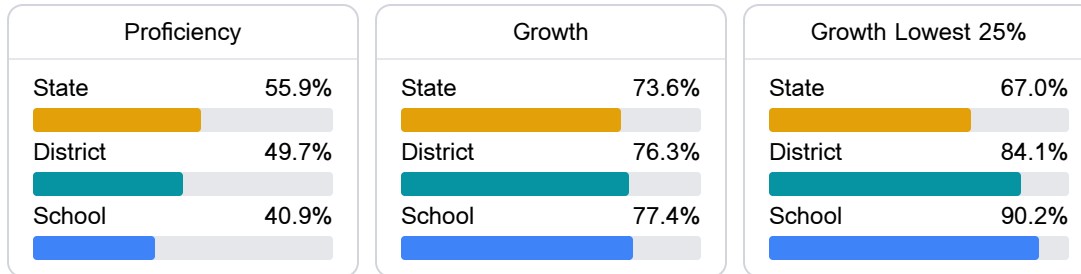 Proficiency
State 55.9%
District 49.7%
School 40.9%
Growth
State 73.6%
District 76.3%
School 77.4%
Growth Lowest 25%
State 67.0%
District 84.1%
School 90.2%